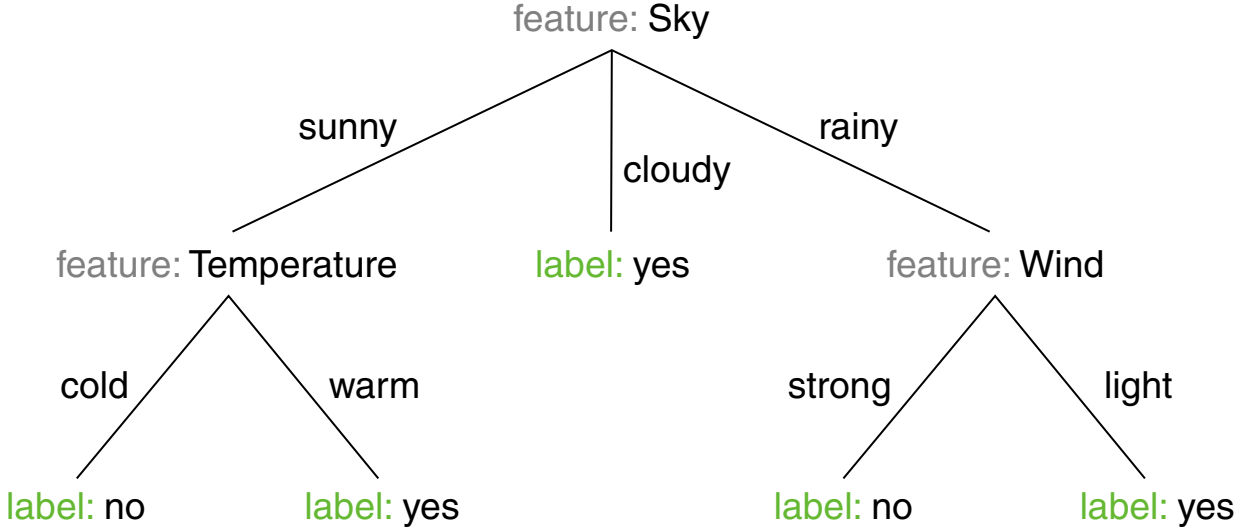 feature: Sky
sunny
rainy
cloudy
feature: Temperature
label: yes
feature: Wind
cold
warm
strong
light
label: no
label: yes
label: no
label: yes